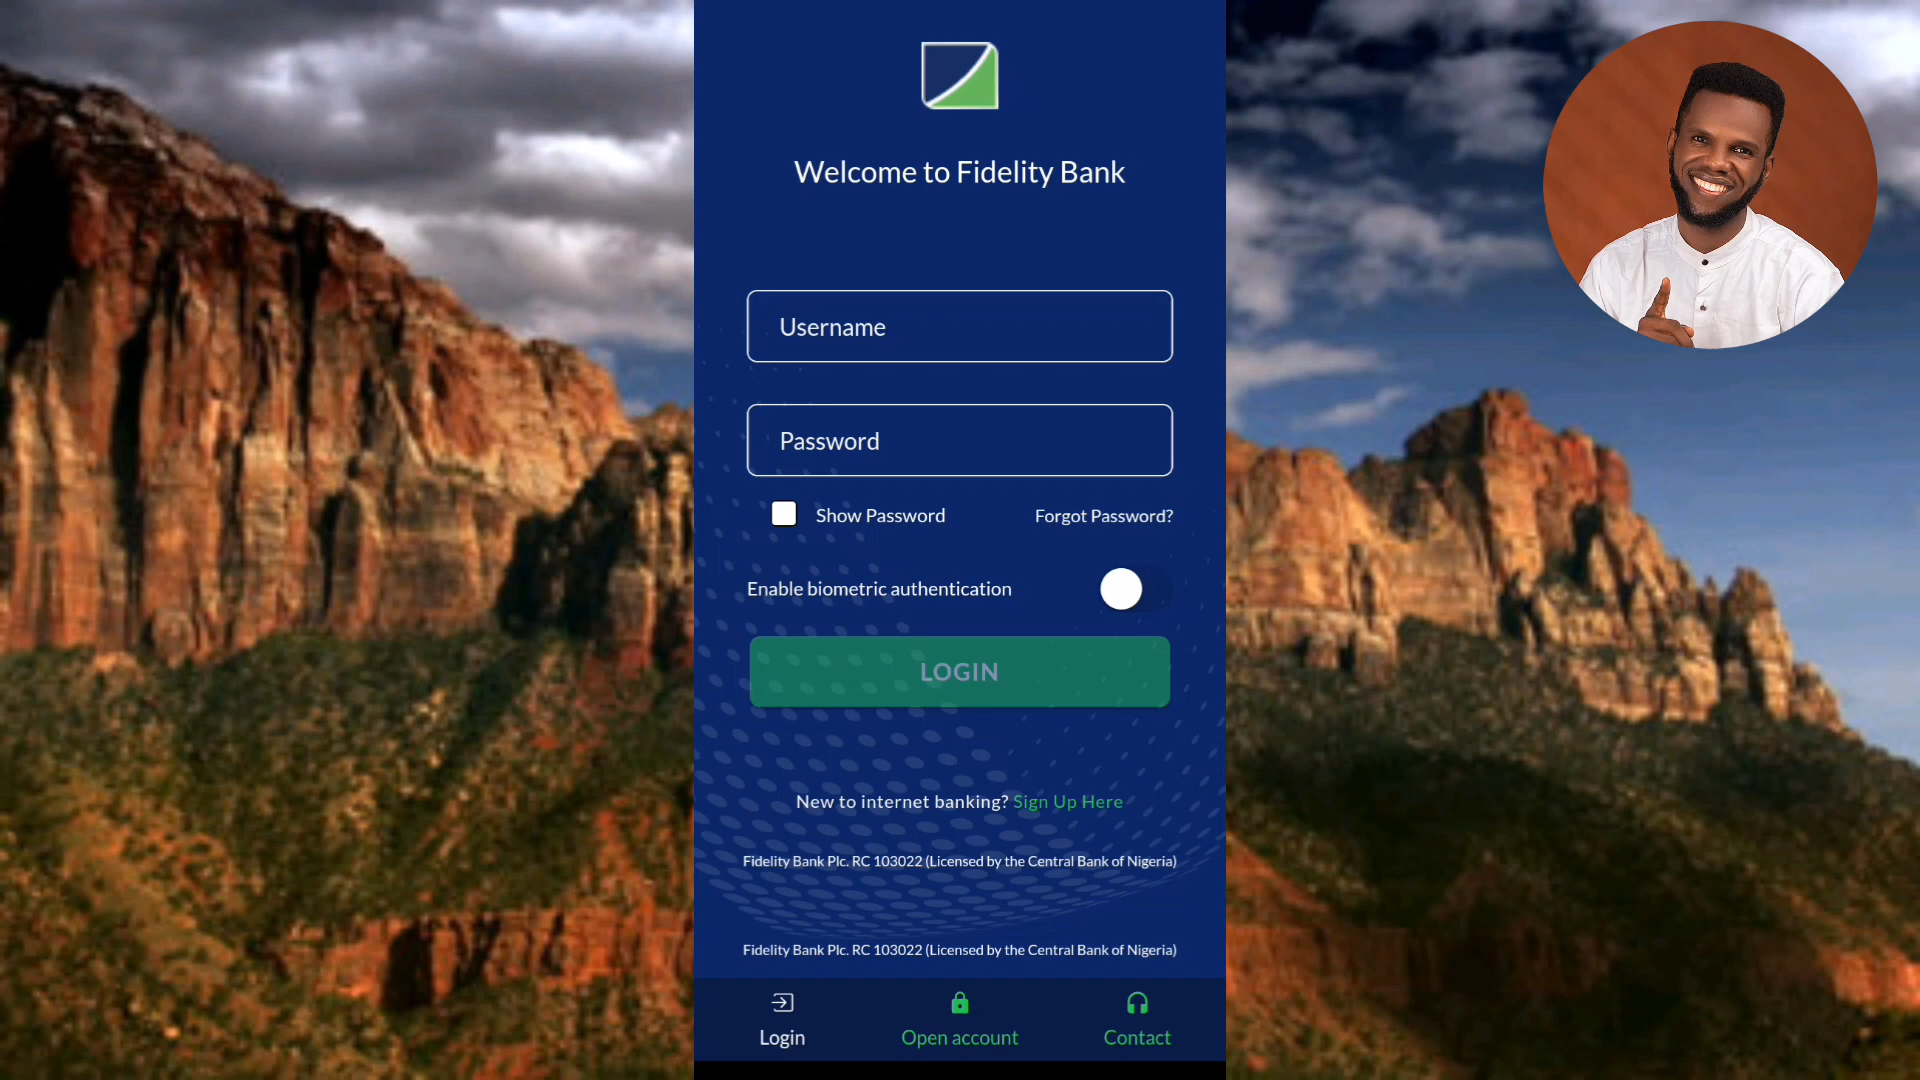 Welcome to Fidelity Bank
Username
Password
Show Password Forgot Password?
Enable biometric authentication
LOGIN
New to internet banking? Sign Up Here
Fidelity Bank Plc. RC 103022 (Licensed by the Central Bank of Nigeria)
Fidelity Bank Plc. RC 103022 (Licensed by the Central Bank of Nigeria)
Login Open account Contact